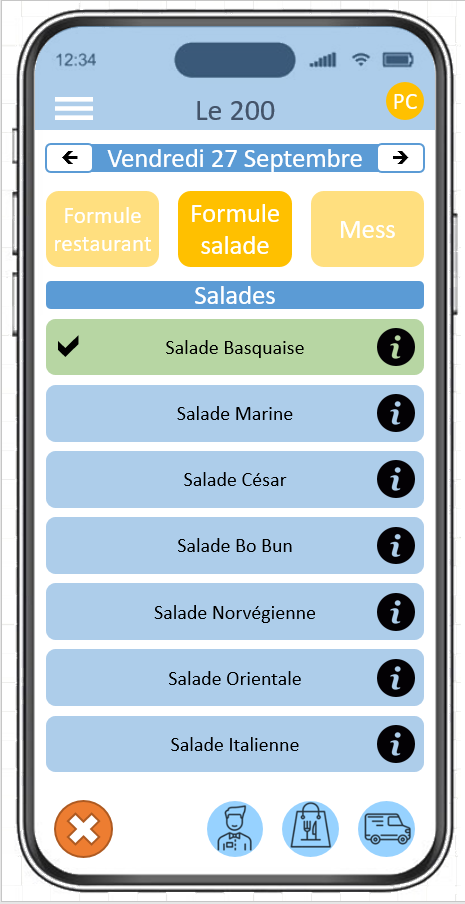 12:34
Le 200
PC
Vendredi 27 Septembre
Formule
restaurant
Formule
salade
Mess
Salades
Salade Basquaise
i
Salade Marine
i
Salade César
i
Salade Bo Bun
i
Salade Norvégienne
i
Salade Orientale
i
Salade Italienne
i